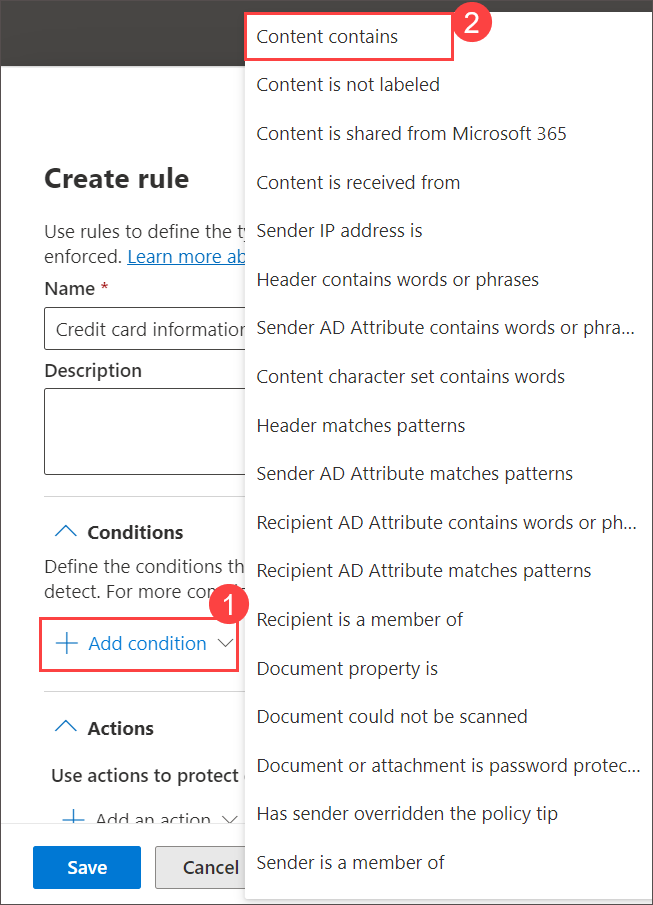 Create rule
Use rules to define the
enforced. Learn more ab
Name *
Credit card information
Description
Conditions
Define the conditions th
detect. For more
1
Add condition
Actions
Use actions to protect
Add an action
Save
Cancel
2
Content contains
Content is not labeled
Content is shared from Microsoft 365
Content is received from
Sender IP address is
Header contains words or phrases
Sender AD Attribute contains words or phra...
Content character set contains words
Header matches patterns
Sender AD Attribute matches patterns
Recipient AD Attribute contains words or ph...
Recipient AD Attribute matches patterns
Recipient is a member of
Document property is
Document could not be scanned
Document or attachment is password protec...
Has sender overridden the policy tip
Sender is a member of